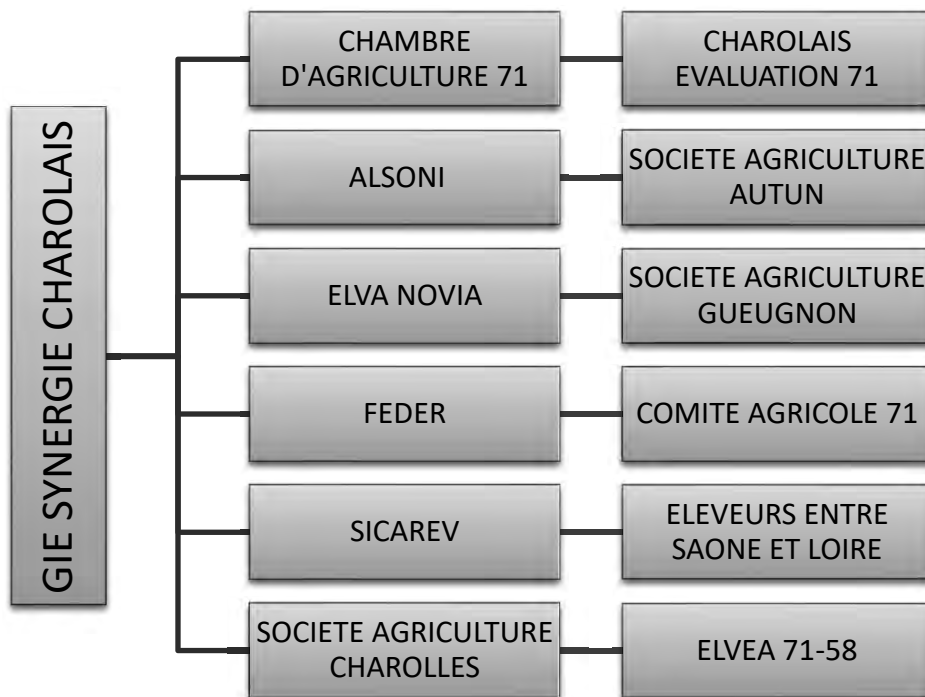 GIE SYNERGIE CHAROLAIS
CHAMBRE
D'AGRICULTURE 71
CHAROLAIS
EVALUATION 71
ALSONI
SOCIETE AGRICULTURE
AUTUN
ELVA NOVIA
SOCIETE AGRICULTURE
GUEUGNON
FEDER
COMITE AGRICOLE 71
SICAREV
ELEVEURS ENTRE
SAONE ET LOIRE
SOCIETE AGRICULTURE
CHAROLLES
ELVEA 71-58